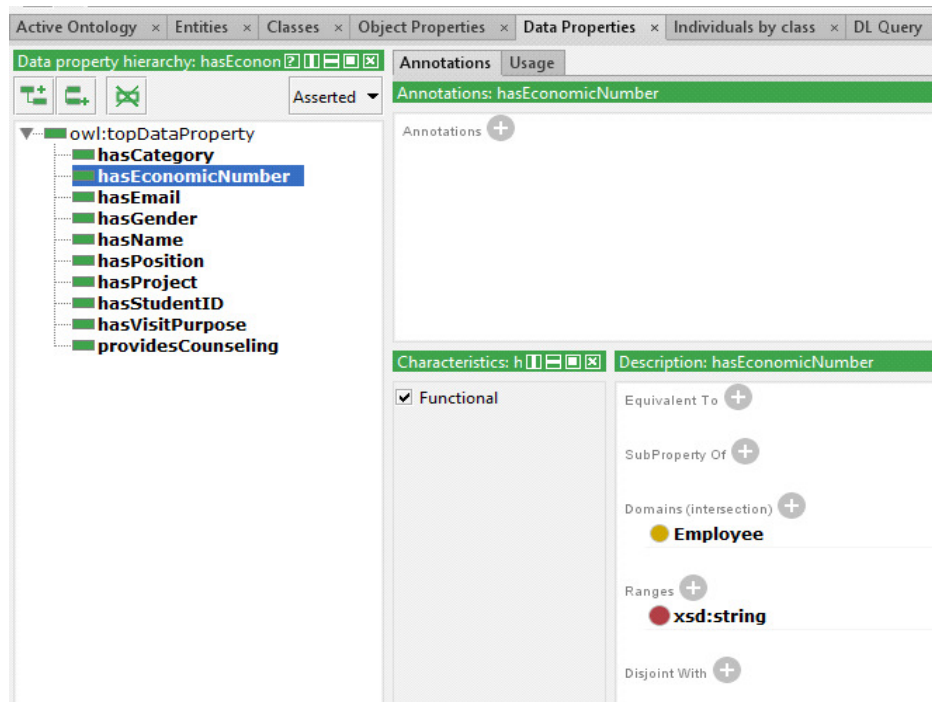 Active Ontology × Entities × Classes × Object Properties × Data Properties × Individuals by class × DL Query
Data property hierarchy: hasEconon
Asserted
owl:topDataProperty
hasCategory
hasEconomicNumber
hasEmail
hasGender
hasName
hasPosition
hasProject
hasStudentID
hasVisitPurpose
providesCounseling
Annotations Usage
Annotations: hasEconomicNumber
Annotations
Characteristics: h
Functional
Description: hasEconomicNumber
Equivalent To
SubProperty Of
Domains (intersection)
Employee
Ranges
xsd:string
Disjoint With